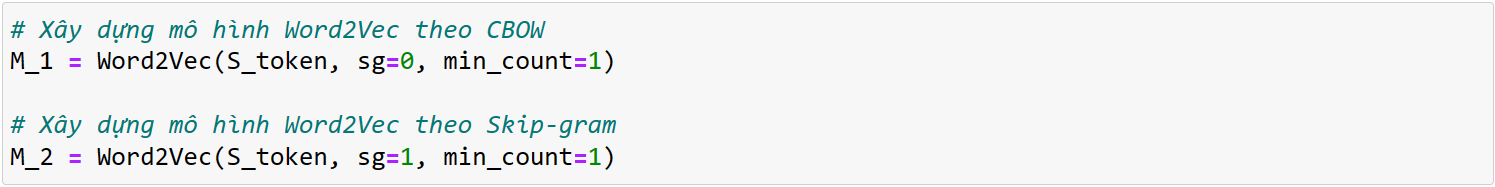 # Xây dựng mô hình Word2Vec theo CBOW
M_1 = Word2Vec(S_token, sg=0, min_count=1)
# Xây dựng mô hình Word2Vec theo Skip-gram
M_2 = Word2Vec(S_token, sg=1, min_count=1)